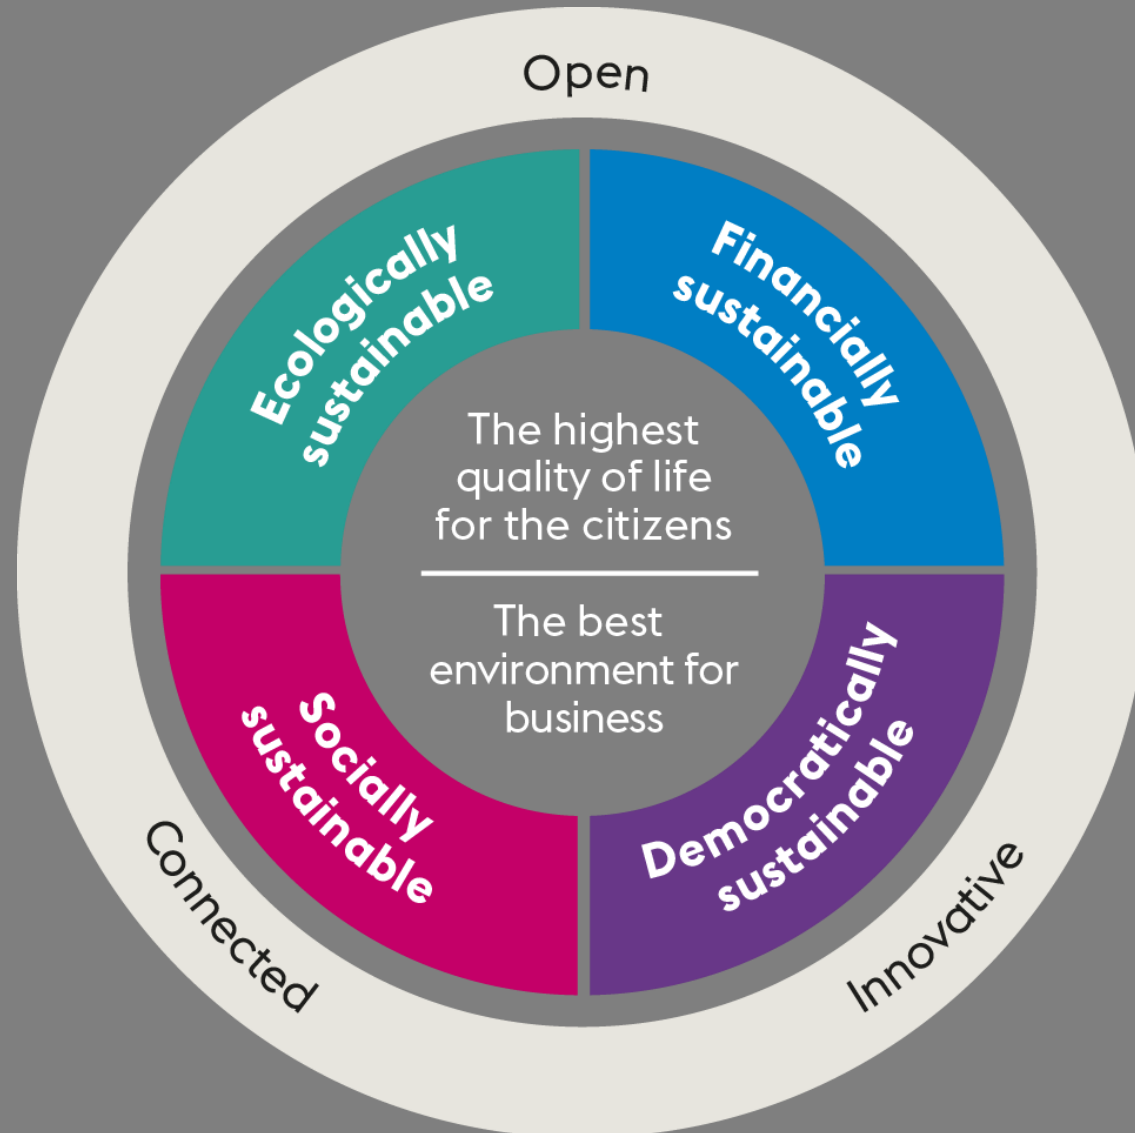 Open
Ecologically
sustainable
Financially
sustainable
The highest
quality of life
for the citizens
The best
environment for
business
Socially
sustainable
Democratically
sustainable
Connected
Innovative